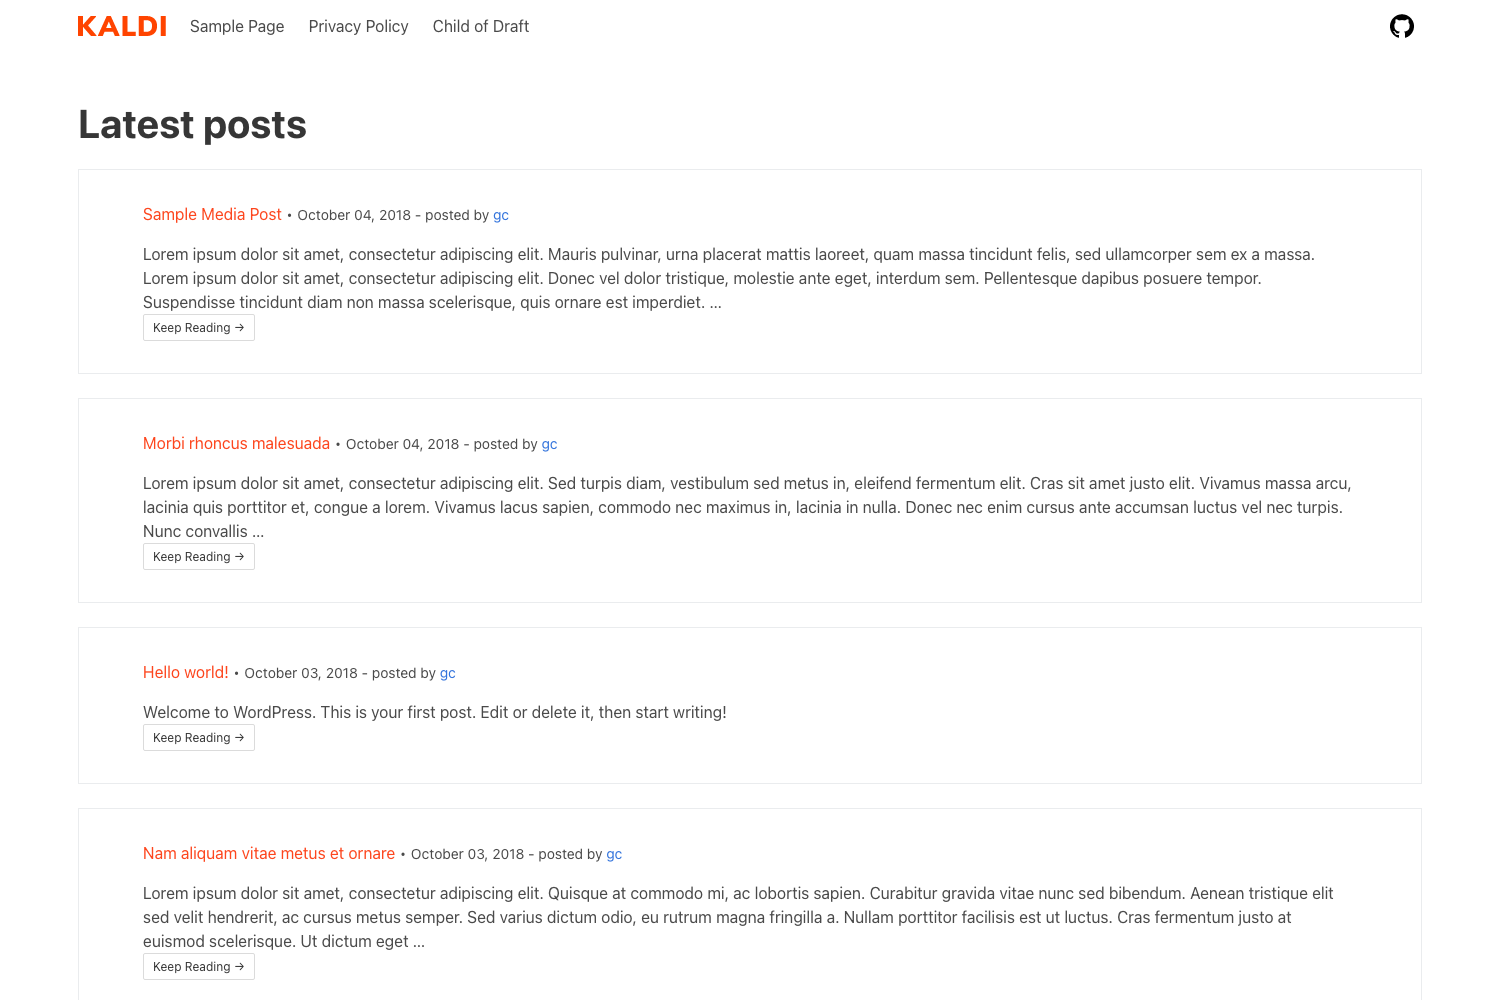 KALDI Sample Page Privacy Policy Child of Draft
Latest posts
Sample Media Post • October 04, 2018 - posted by gc
Lorem ipsum dolor sit amet, consectetur adipiscing elit. Mauris pulvinar, urna placerat mattis laoreet, quam massa tincidunt felis, sed ullamcorper sem ex a massa.
Lorem ipsum dolor sit amet, consectetur adipiscing elit. Donec vel dolor tristique, molestie ante eget, interdum sem. Pellentesque dapibus posuere tempor.
Suspendisse tincidunt diam non massa scelerisque, quis ornare est imperdiet. ...
Keep Reading →
Morbi rhoncus malesuada • October 04, 2018 - posted by gc
Lorem ipsum dolor sit amet, consectetur adipiscing elit. Sed turpis diam, vestibulum sed metus in, eleifend fermentum elit. Cras sit amet justo elit. Vivamus massa arcu,
lacinia quis porttitor et, congue a lorem. Vivamus lacus sapien, commodo nec maximus in, lacinia in nulla. Donec nec enim cursus ante accumsan luctus vel nec turpis.
Nunc convallis ...
Keep Reading →
Hello world! • October 03, 2018 - posted by gc
Welcome to WordPress. This is your first post. Edit or delete it, then start writing!
Keep Reading →
Nam aliquam vitae metus et ornare • October 03, 2018 - posted by gc
Lorem ipsum dolor sit amet, consectetur adipiscing elit. Quisque at commodo mi, ac lobortis sapien. Curabitur gravida vitae nunc sed bibendum. Aenean tristique elit
sed velit hendrerit, ac cursus metus semper. Sed varius dictum odio, eu rutrum magna fringilla a. Nullam porttitor facilisis est ut luctus. Cras fermentum justo at
euismod scelerisque. Ut dictum eget ...
Keep Reading →